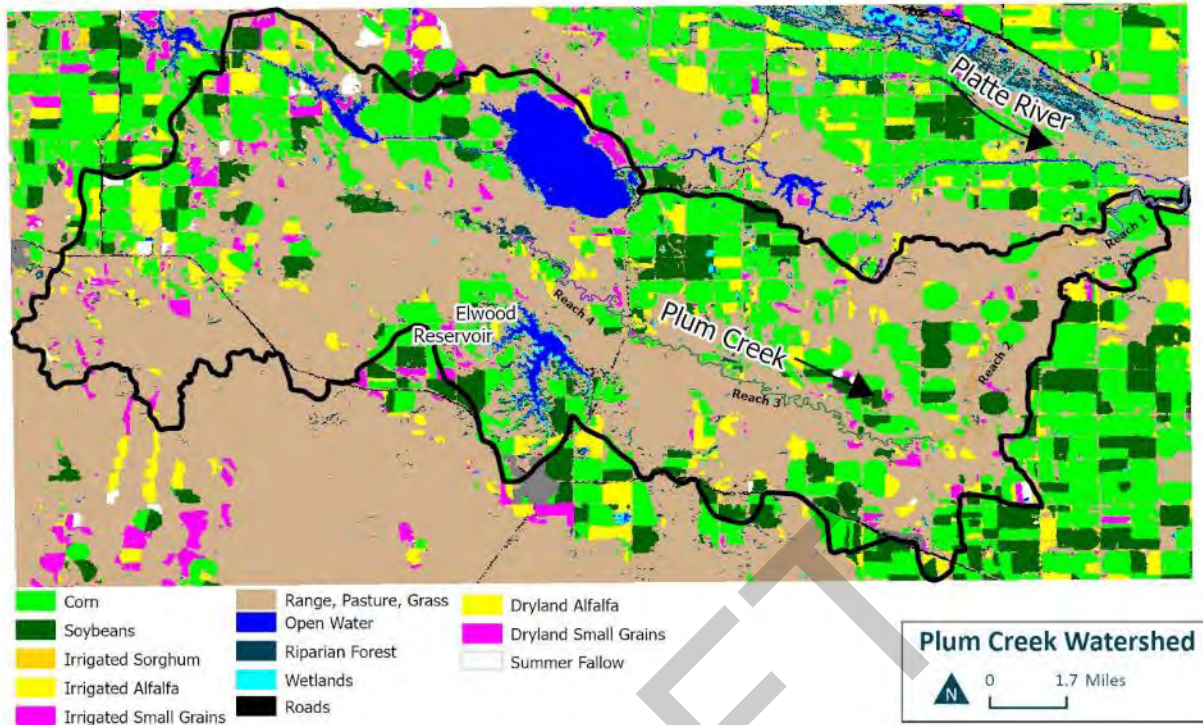 Platte River
Reach 1
Elwood
Reservoir
Reach 4
Plum Creek
Reach 2
Reach 3
Corn
Soybeans
Irrigated Sorghum
Irrigated Alfalfa
Irrigated Small Grains
Range, Pasture, Grass
Open Water
Riparian Forest
Wetlands
Roads
Dryland Alfalfa
Dryland Small Grains
Summer Fallow
Plum Creek Watershed
N 0 1.7 Miles